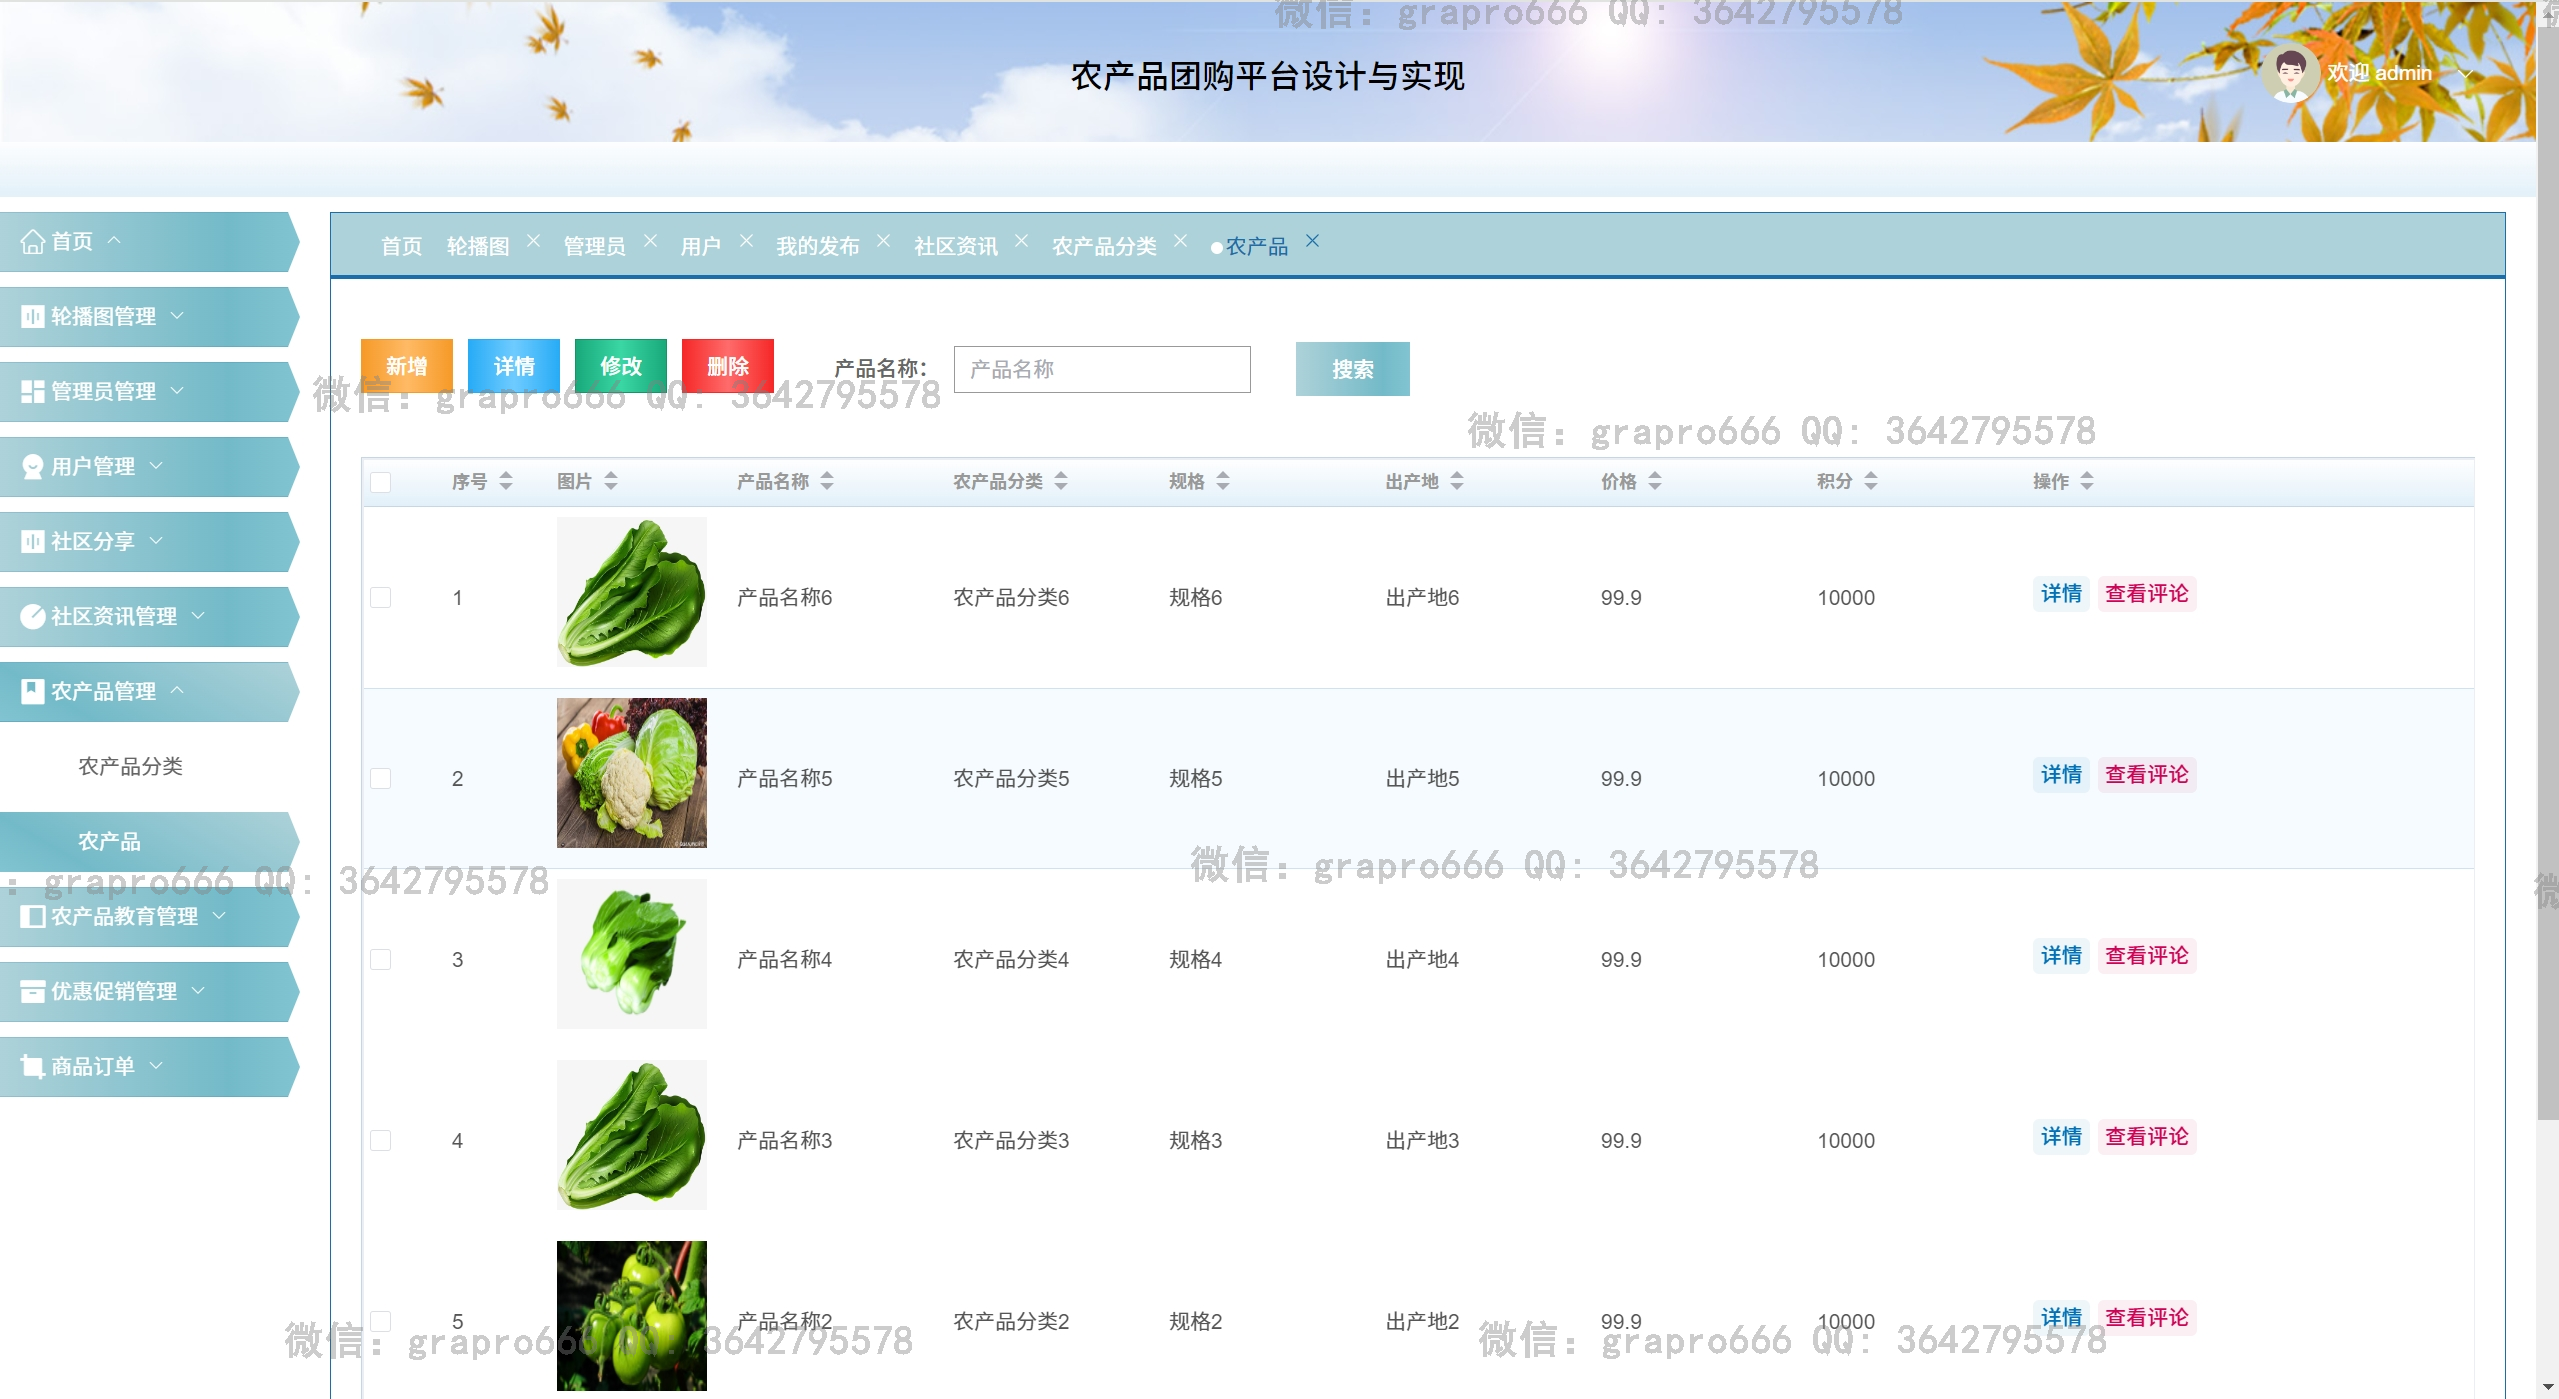 微信: grapro666 QQ: 3642795578
农产品团购平台设计与实现
欢迎 admin
首页
轮播图管理
管理员管理
用户管理
社区分享
社区资讯管理
农产品管理
农产品分类
农产品
农产品教育管理
优惠促销管理
商品订单
首页 轮播图 管理员 用户 我的发布 社区资讯 农产品分类 农产品
新增 详情 修改 删除 产品名称: 产品名称 搜索
微信: grapro666 QQ: 3642795578
微信: grapro666 QQ: 3642795578
序号 图片 产品名称 农产品分类 规格 出产地 价格 积分 操作
1 产品名称6 农产品分类6 规格6 出产地6 99.9 10000 详情 查看评论
2 产品名称5 农产品分类5 规格5 出产地5 99.9 10000 详情 查看评论
微信: grapro666 QQ: 3642795578
: grapro666 QQ: 3642795578
微
3 产品名称4 农产品分类4 规格4 出产地4 99.9 10000 详情 查看评论
4 产品名称3 农产品分类3 规格3 出产地3 99.9 10000 详情 查看评论
5 产品名称2 农产品分类2 规格2 出产地2 99.9 10000 详情 查看评论
微信: grapro666 QQ: 3642795578
微信: grapro666 QQ: 3642795578